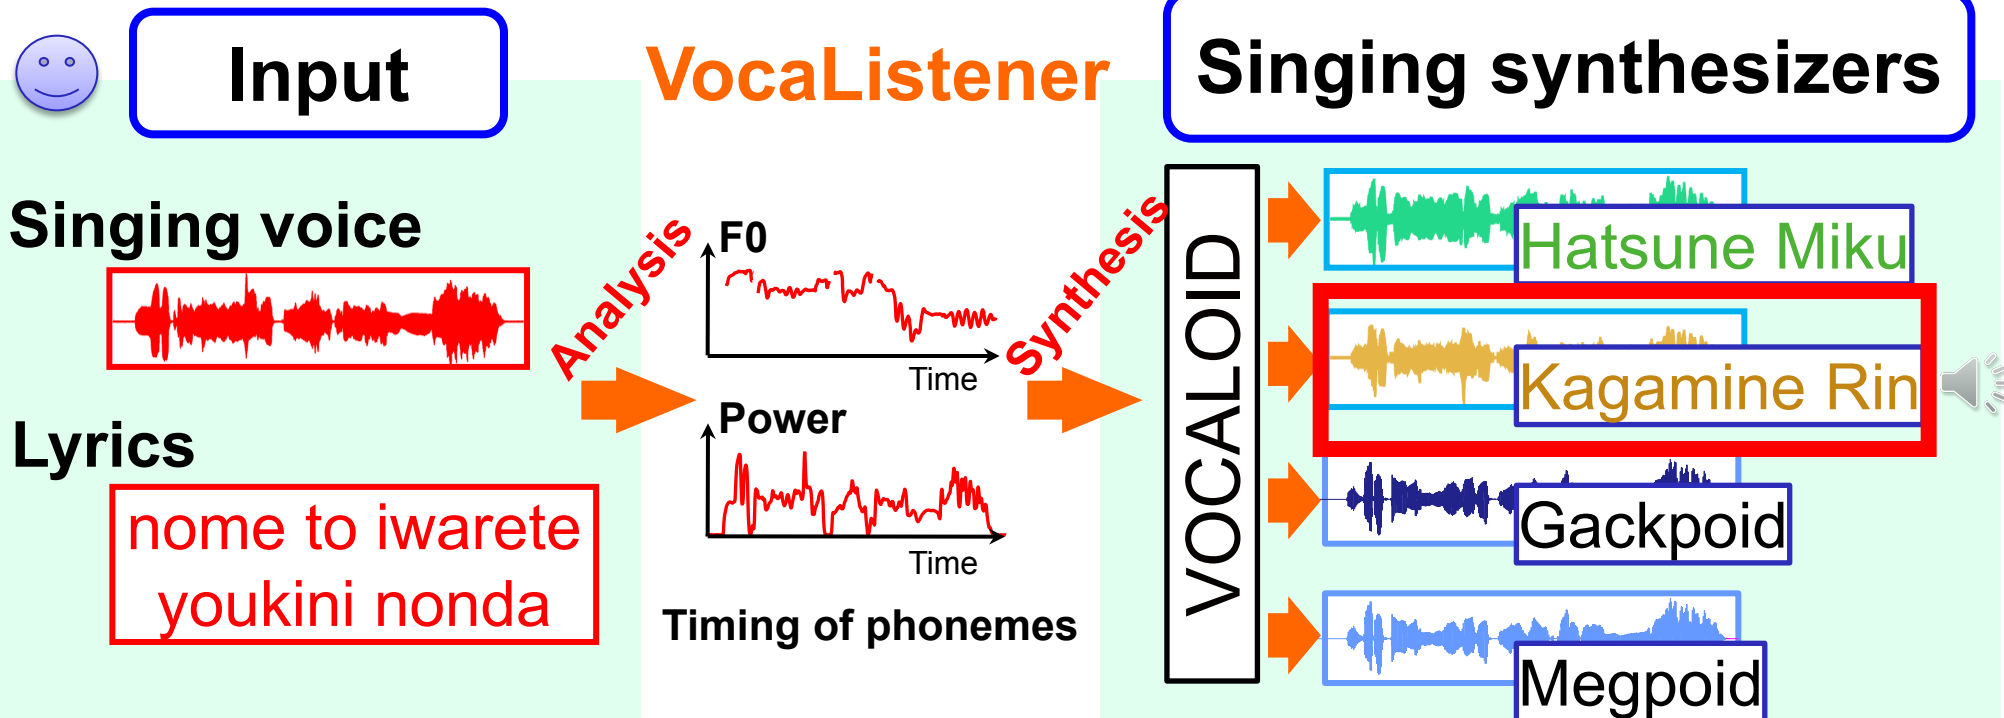 Input
VocaListener
Singing synthesizers
Singing voice
Lyrics
nome to iwarete
youkini nonda
Analysis
F0
Time
Power
Time
Timing of phonemes
Synthesis
VOCALOID
Hatsune Miku
Kagamine Rin
Gackpoid
Megpoid